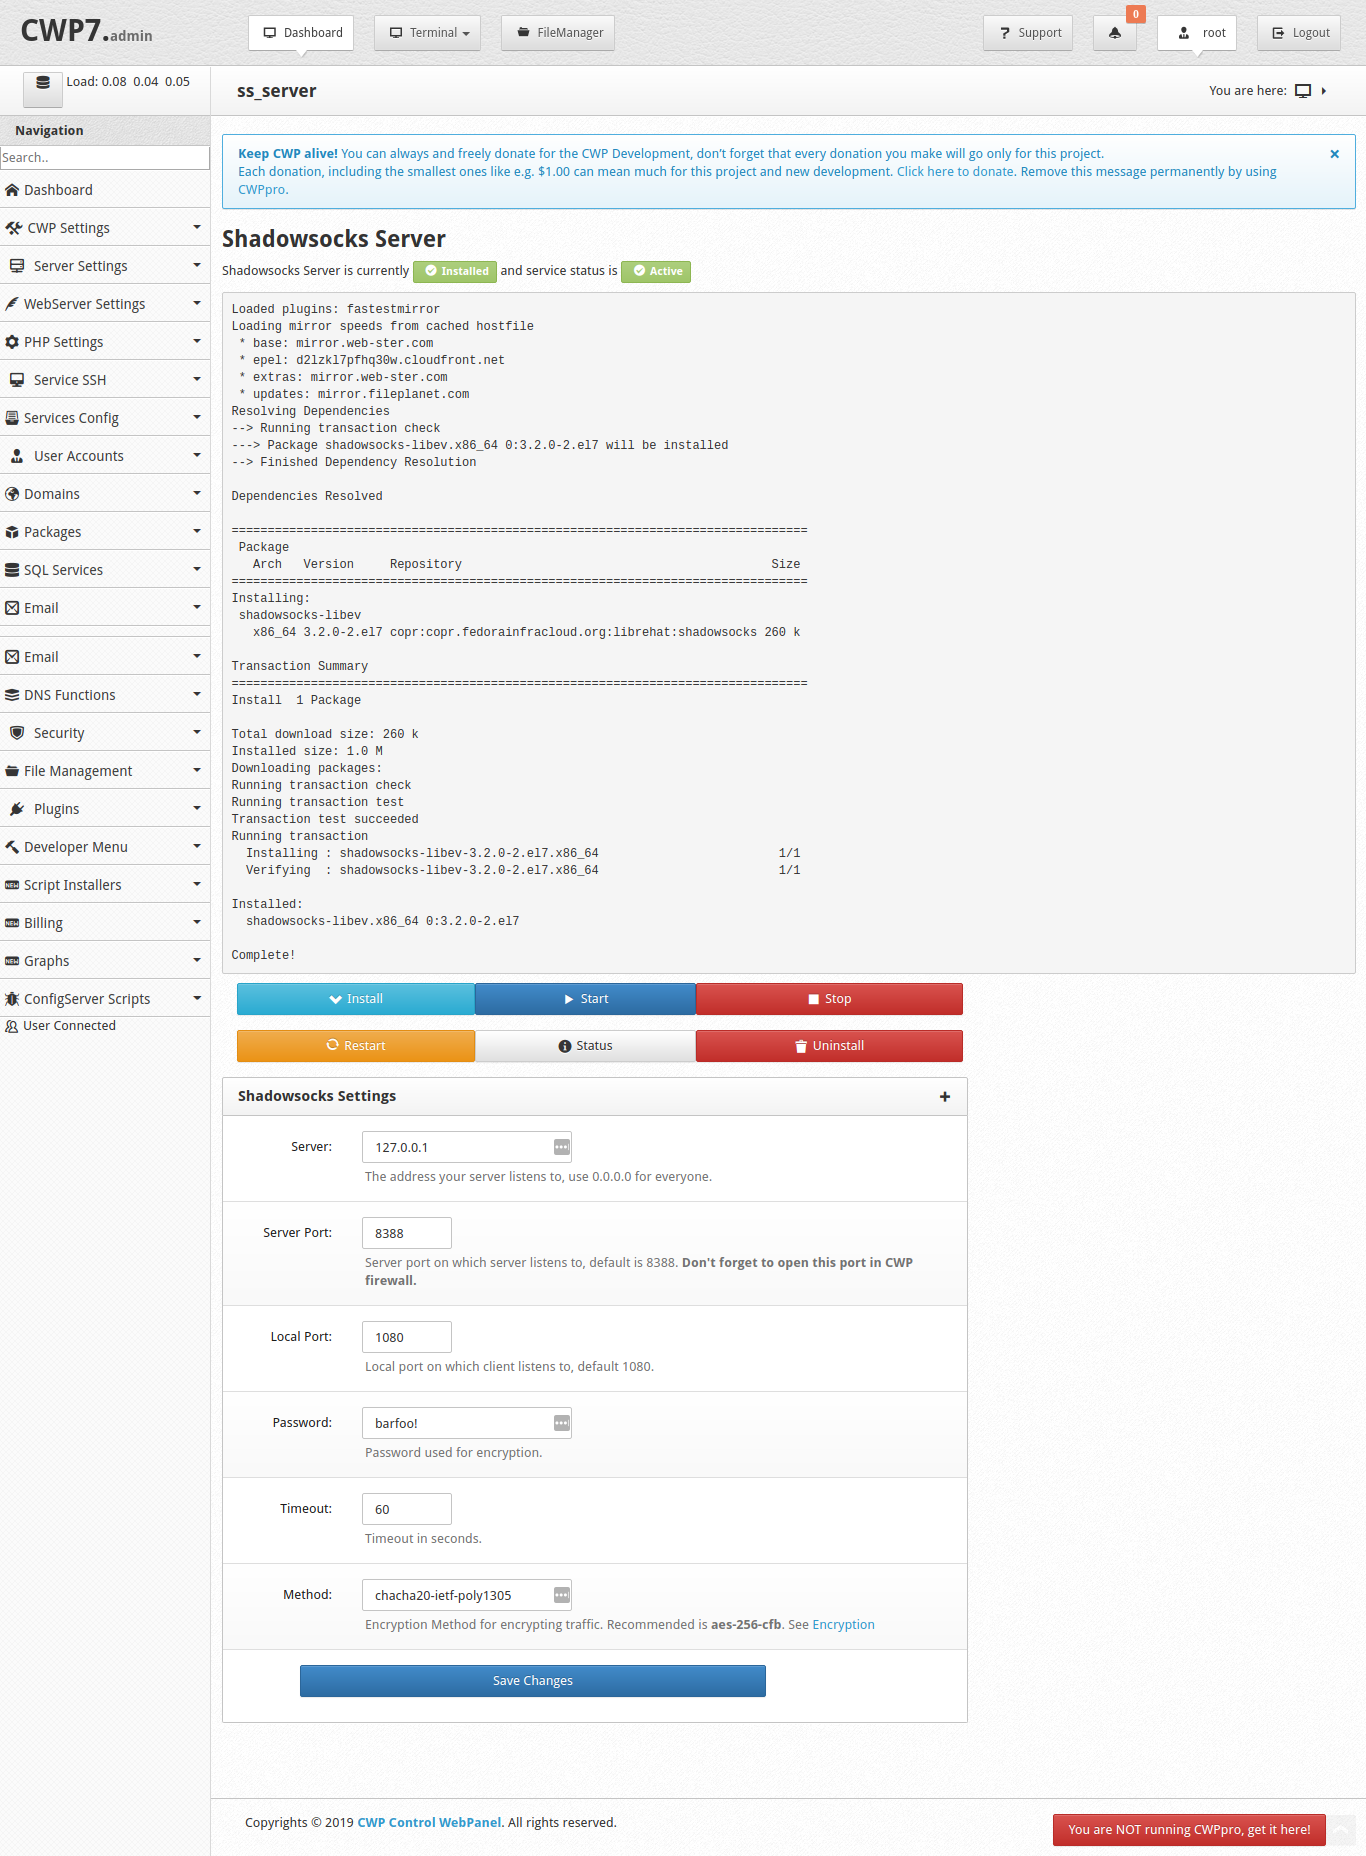 CWP7.admin
Dashboard
Terminal
FileManager
Support
0
root
Logout
Load: 0.08 0.04 0.05
ss_server
You are here:
Navigation
Search..
Dashboard
CWP Settings
Server Settings
WebServer Settings
PHP Settings
Service SSH
Services Config
User Accounts
Domains
Packages
SQL Services
Email
Email
DNS Functions
Security
File Management
Plugins
Developer Menu
NEW Script Installers
NEW Billing
NEW Graphs
ConfigServer Scripts
User Connected
Keep CWP alive! You can always and freely donate for the CWP Development, don't forget that every donation you make will go only for this project.
Each donation, including the smallest ones like e.g. $1.00 can mean much for this project and new development. Click here to donate. Remove this message permanently by using
CWPpro.
Shadowsocks Server
Shadowsocks Server is currently Installed and service status is Active
Loaded plugins: fastestmirror
Loading mirror speeds from cached hostfile
* base: mirror.web-ster.com
* epel: d2lzkl7pfhq30w.cloudfront.net
* extras: mirror.web-ster.com
* updates: mirror.fileplanet.com
Resolving Dependencies
--> Running transaction check
---> Package shadowsocks-libev.x86_64 0:3.2.0-2.el7 will be installed
--> Finished Dependency Resolution
Dependencies Resolved
================================================================================
Package
Arch Version Repository Size
================================================================================
Installing:
shadowsocks-libev
x86_64 3.2.0-2.el7 copr:copr.fedorainfracloud.org:librehat:shadowsocks 260 k
Transaction Summary
================================================================================
Install 1 Package
Total download size: 260 k
Installed size: 1.0 M
Downloading packages:
Running transaction check
Running transaction test
Transaction test succeeded
Running transaction
Installing : shadowsocks-libev-3.2.0-2.el7.x86_64 1/1
Verifying : shadowsocks-libev-3.2.0-2.el7.x86_64 1/1
Installed:
shadowsocks-libev.x86_64 0:3.2.0-2.el7
Complete!
Install
Start
Stop
Restart
Status
Uninstall
Shadowsocks Settings
Server: 127.0.0.1
The address your server listens to, use 0.0.0.0 for everyone.
Server Port: 8388
Server port on which server listens to, default is 8388. Don't forget to open this port in CWP
firewall.
Local Port: 1080
Local port on which client listens to, default 1080.
Password: barfoo!
Password used for encryption.
Timeout: 60
Timeout in seconds.
Method: chacha20-ietf-poly1305
Encryption Method for encrypting traffic. Recommended is aes-256-cfb. See Encryption
Save Changes
Copyrights © 2019 CWP Control WebPanel. All rights reserved.
You are NOT running CWPpro, get it here!